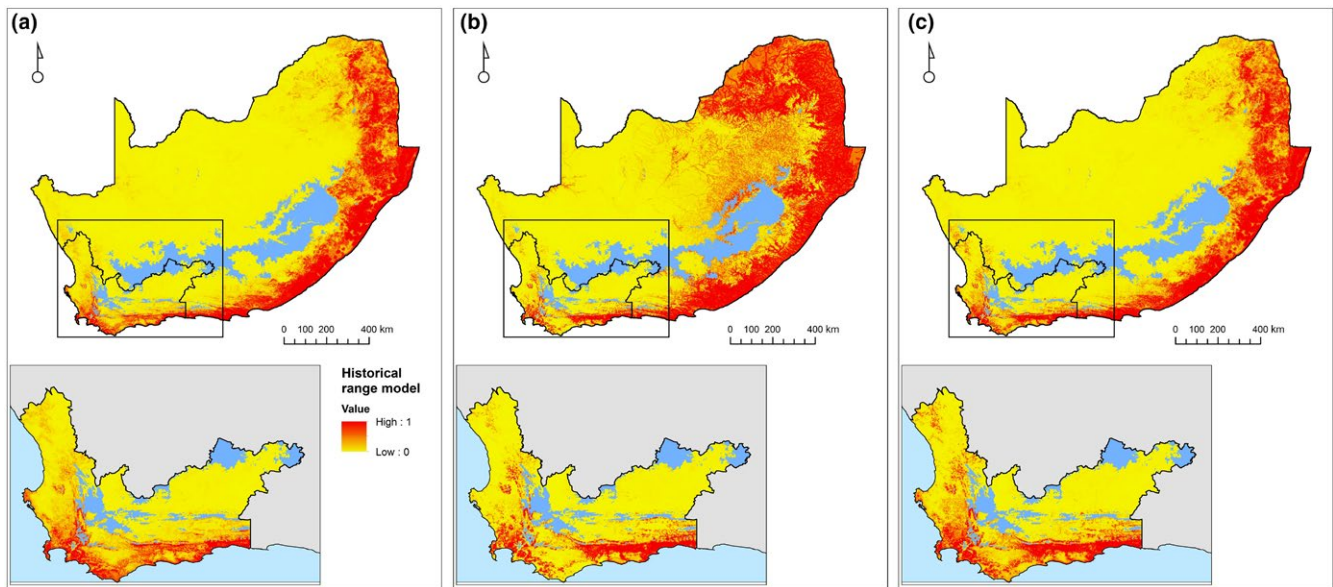 (a)
(b)
(c)
0 100 200 400 km
0 100 200 400 km
0 100 200 400 km
Historical
range model
Value
High : 1
Low : 0